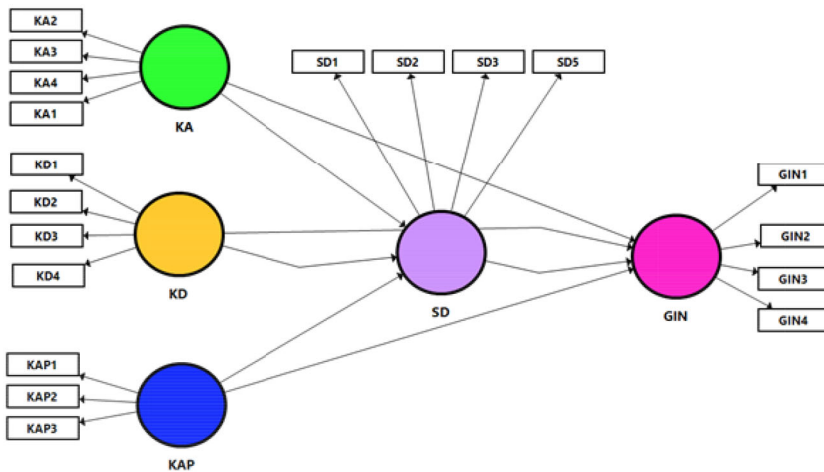 KA2
KA3
KA4
KA1
KA
SD1
SD2
SD3
SD5
KD1
KD2
KD3
KD4
KD
SD
GIN1
GIN2
GIN3
GIN4
GIN
KAP1
KAP2
KAP3
KAP